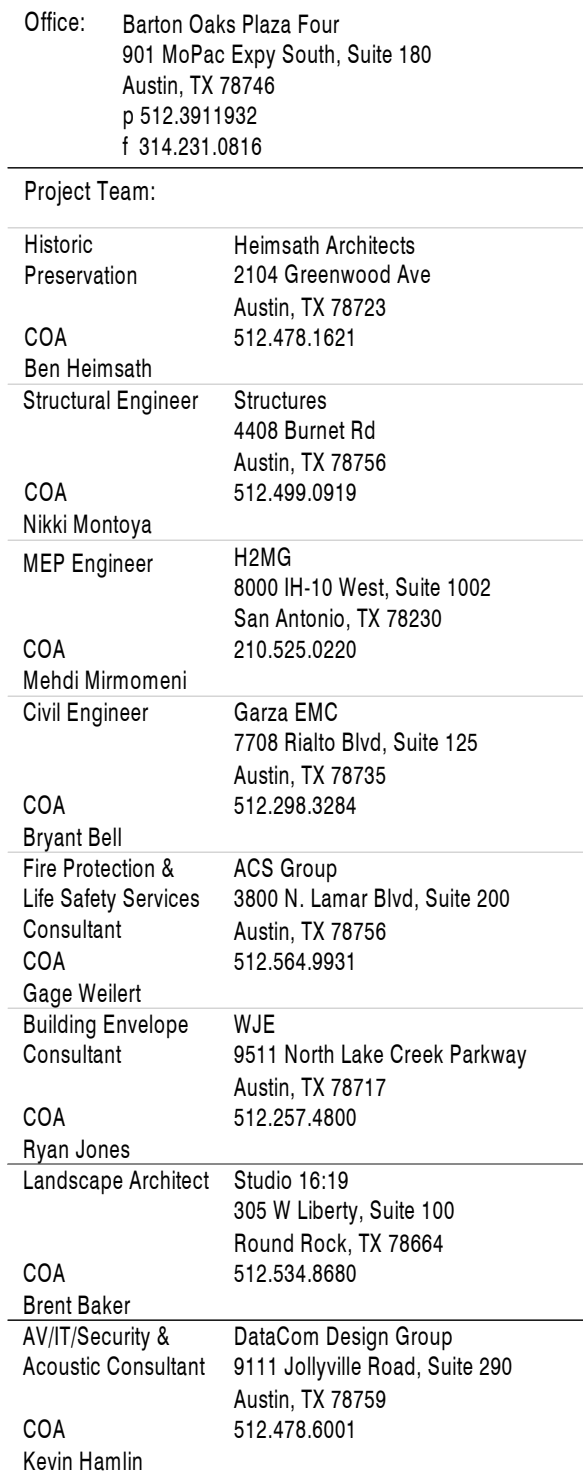 Office: Barton Oaks Plaza Four
901 MoPac Expy South, Suite 180
Austin, TX 78746
p 512.3911932
f 314.231.0816
Project Team:
Historic Heimsath Architects
Preservation 2104 Greenwood Ave
Austin, TX 78723
COA 512.478.1621
Ben Heimsath
Structural Engineer Structures
4408 Burnet Rd
Austin, TX 78756
COA 512.499.0919
Nikki Montoya
MEP Engineer H2MG
8000 IH-10 West, Suite 1002
San Antonio, TX 78230
COA 210.525.0220
Mehdi Mirmomeni
Civil Engineer Garza EMC
7708 Rialto Blvd, Suite 125
Austin, TX 78735
COA 512.298.3284
Bryant Bell
Fire Protection & ACS Group
Life Safety Services 3800 N. Lamar Blvd, Suite 200
Consultant Austin, TX 78756
COA 512.564.9931
Gage Weilert
Building Envelope WJE
Consultant 9511 North Lake Creek Parkway
Austin, TX 78717
COA 512.257.4800
Ryan Jones
Landscape Architect Studio 16:19
305 W Liberty, Suite 100
Round Rock, TX 78664
COA 512.534.8680
Brent Baker
AV/IT/Security & DataCom Design Group
Acoustic Consultant 9111 Jollyville Road, Suite 290
Austin, TX 78759
COA 512.478.6001
Kevin Hamlin